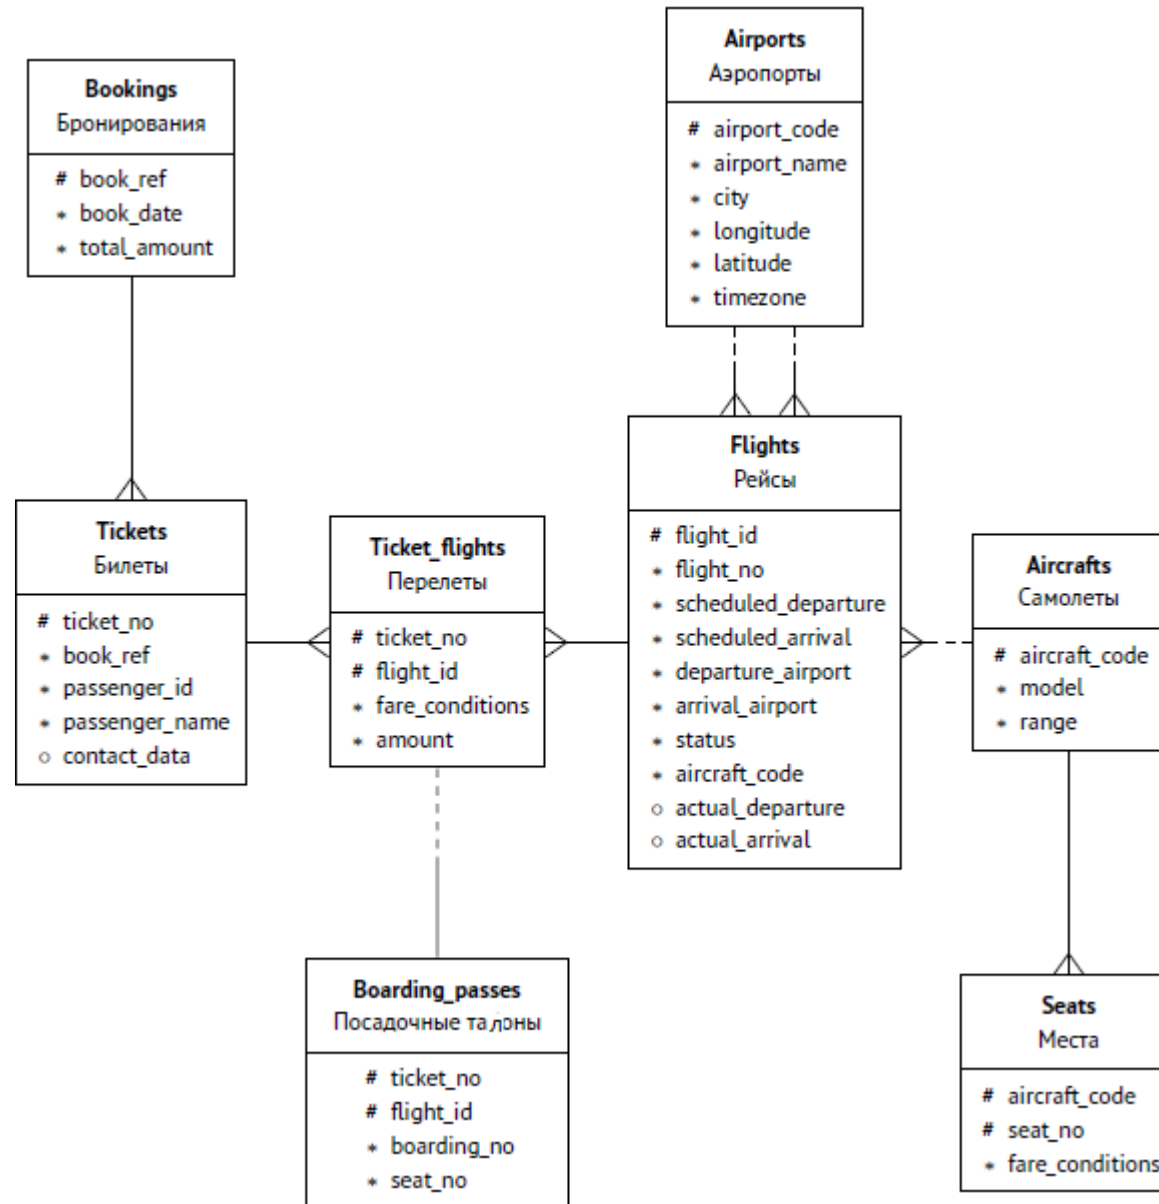 Bookings
Бронирования
# book_ref
* book_date
* total_amount
Airports
Аэропорты
# airport_code
* airport_name
* city
* longitude
* latitude
* timezone
Tickets
Билеты
# ticket_no
* book_ref
* passenger_id
* passenger_name
○ contact_data
Ticket_flights
Перелеты
# ticket_no
# flight_id
* fare_conditions
* amount
Flights
Рейсы
# flight_id
* flight_no
* scheduled_departure
* scheduled_arrival
* departure_airport
* arrival_airport
* status
* aircraft_code
○ actual_departure
○ actual_arrival
Aircrafts
Самолеты
# aircraft_code
* model
* range
Boarding_passes
Посадочные талоны
# ticket_no
# flight_id
* boarding_no
* seat_no
Seats
Места
# aircraft_code
# seat_no
* fare_conditions